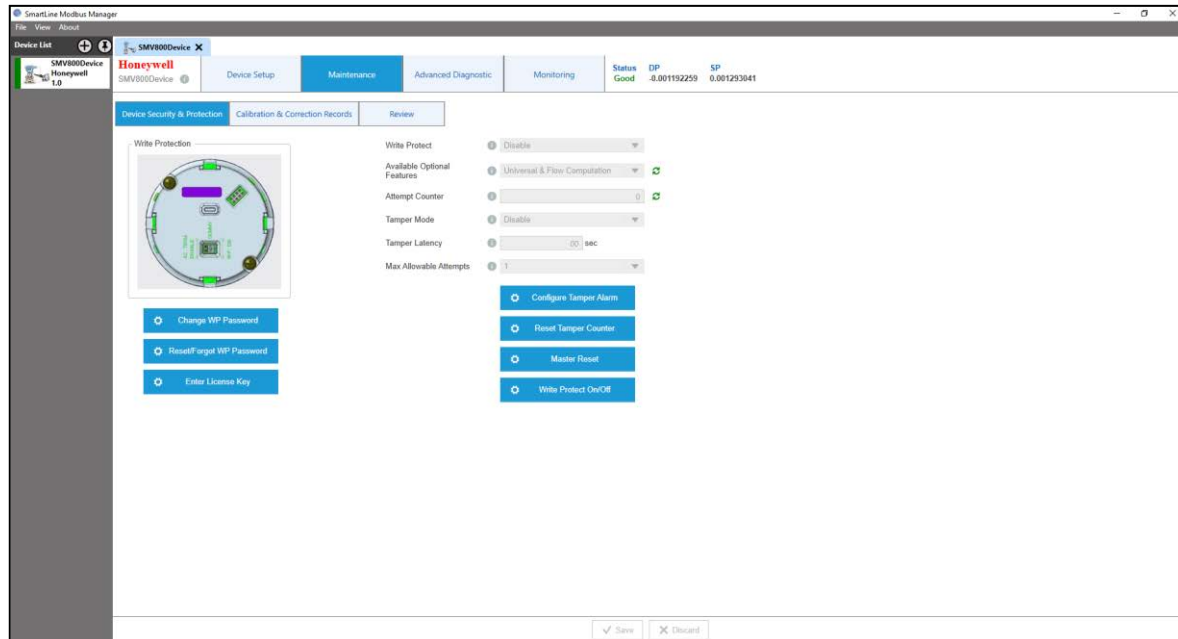 SmartLine Modbus Manager
File View About
Device List
SMV800Device
Honeywell
1.0
SMV800Device
Honeywell
SMV800Device
Device Setup
Maintenance
Advanced Diagnostic
Monitoring
Status DP SP
Good -0.001192259 0.001293041
Device Security & Protection
Calibration & Correction Records
Review
Write Protection
Change WP Password
Reset/Forgot WP Password
Enter License Key
Write Protect Disable
Available Optional
Features
Universal & Flow Computation
Attempt Counter 0
Tamper Mode Disable
Tamper Latency 00 sec
Max Allowable Attempts 1
Configure Tamper Alarm
Reset Tamper Counter
Master Reset
Write Protect On/Off
Save Discard